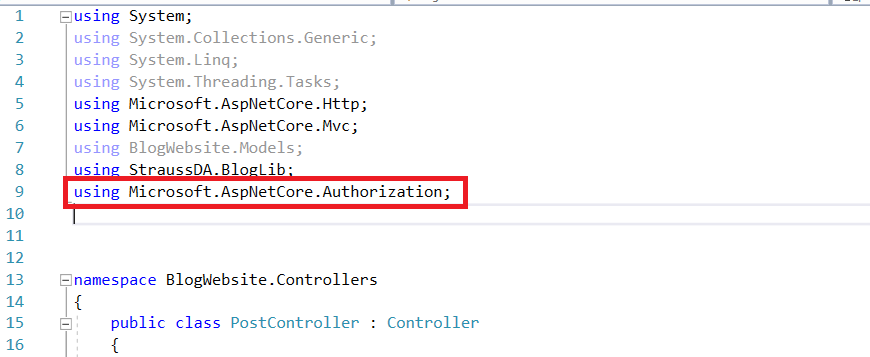 1 using System;
2 using System.Collections.Generic;
3 using System.Linq;
4 using System.Threading.Tasks;
5 using Microsoft.AspNetCore.Http;
6 using Microsoft.AspNetCore.Mvc;
7 using BlogWebsite.Models;
8 using StraussDA.BlogLib;
9 using Microsoft.AspNetCore.Authorization;
10
11
12
13 namespace BlogWebsite.Controllers
14 {
15 public class PostController : Controller
16 {